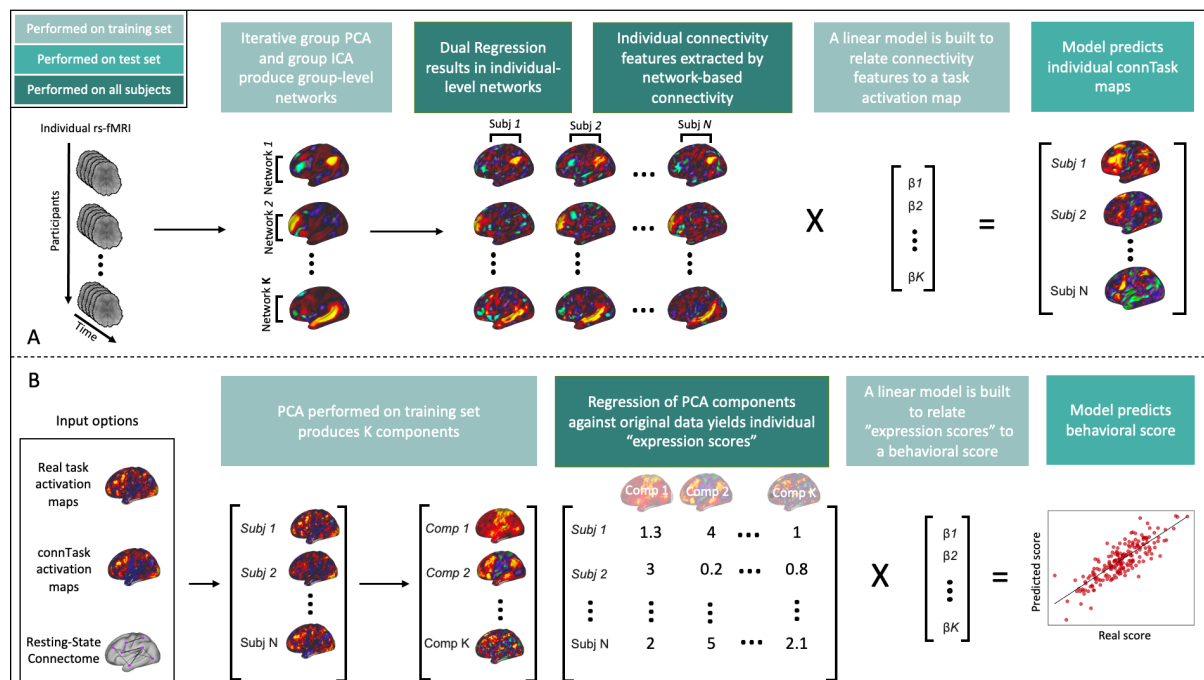 Performed on training set
Performed on test set
Performed on all subjects
Iterative group PCA
and group ICA
produce group-level
networks
Dual Regression
results in individual-
level networks
Individual connectivity
features extracted by
network-based
connectivity
A linear model is built to
relate connectivity
features to a task
activation map
Model predicts
individual connTask
maps
Individual rs-fMRI
Participants
Time
Network 1
Network 2
Network K
Subj 1
Subj 2
Subj N
X
β1
β2
βK
=
Subj 1
Subj 2
Subj N
A
B
Input options
Real task
activation
maps
connTask
activation
maps
Resting-State
Connectome
PCA performed on training set
produces K components
Subj 1
Subj 2
Subj N
Comp 1
Comp 2
Comp K
Regression of PCA components
against original data yields individual
“expression scores”
Comp 1 Comp 2 Comp K
Subj 1 1.3 4 ••• 1
Subj 2 3 0.2 ••• 0.8
Subj N 2 5 ••• 2.1
A linear model is built
to relate
”expression scores” to
a behavioral score
X
β1
β2
βK
=
Model predicts
behavioral score
Predicted score
Real score